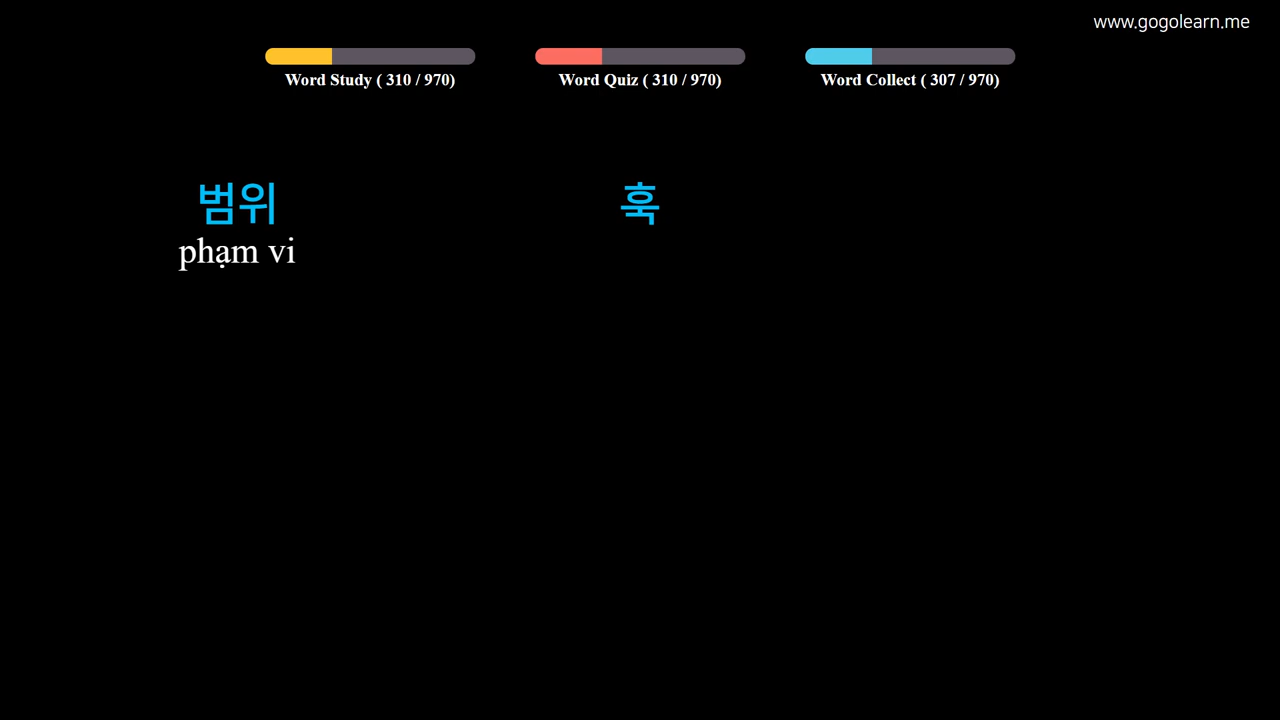 www.gogolearn.me
Word Study ( 310 / 970)
Word Quiz ( 310 / 970)
Word Collect ( 307 / 970)
범위
phạm vi
훅